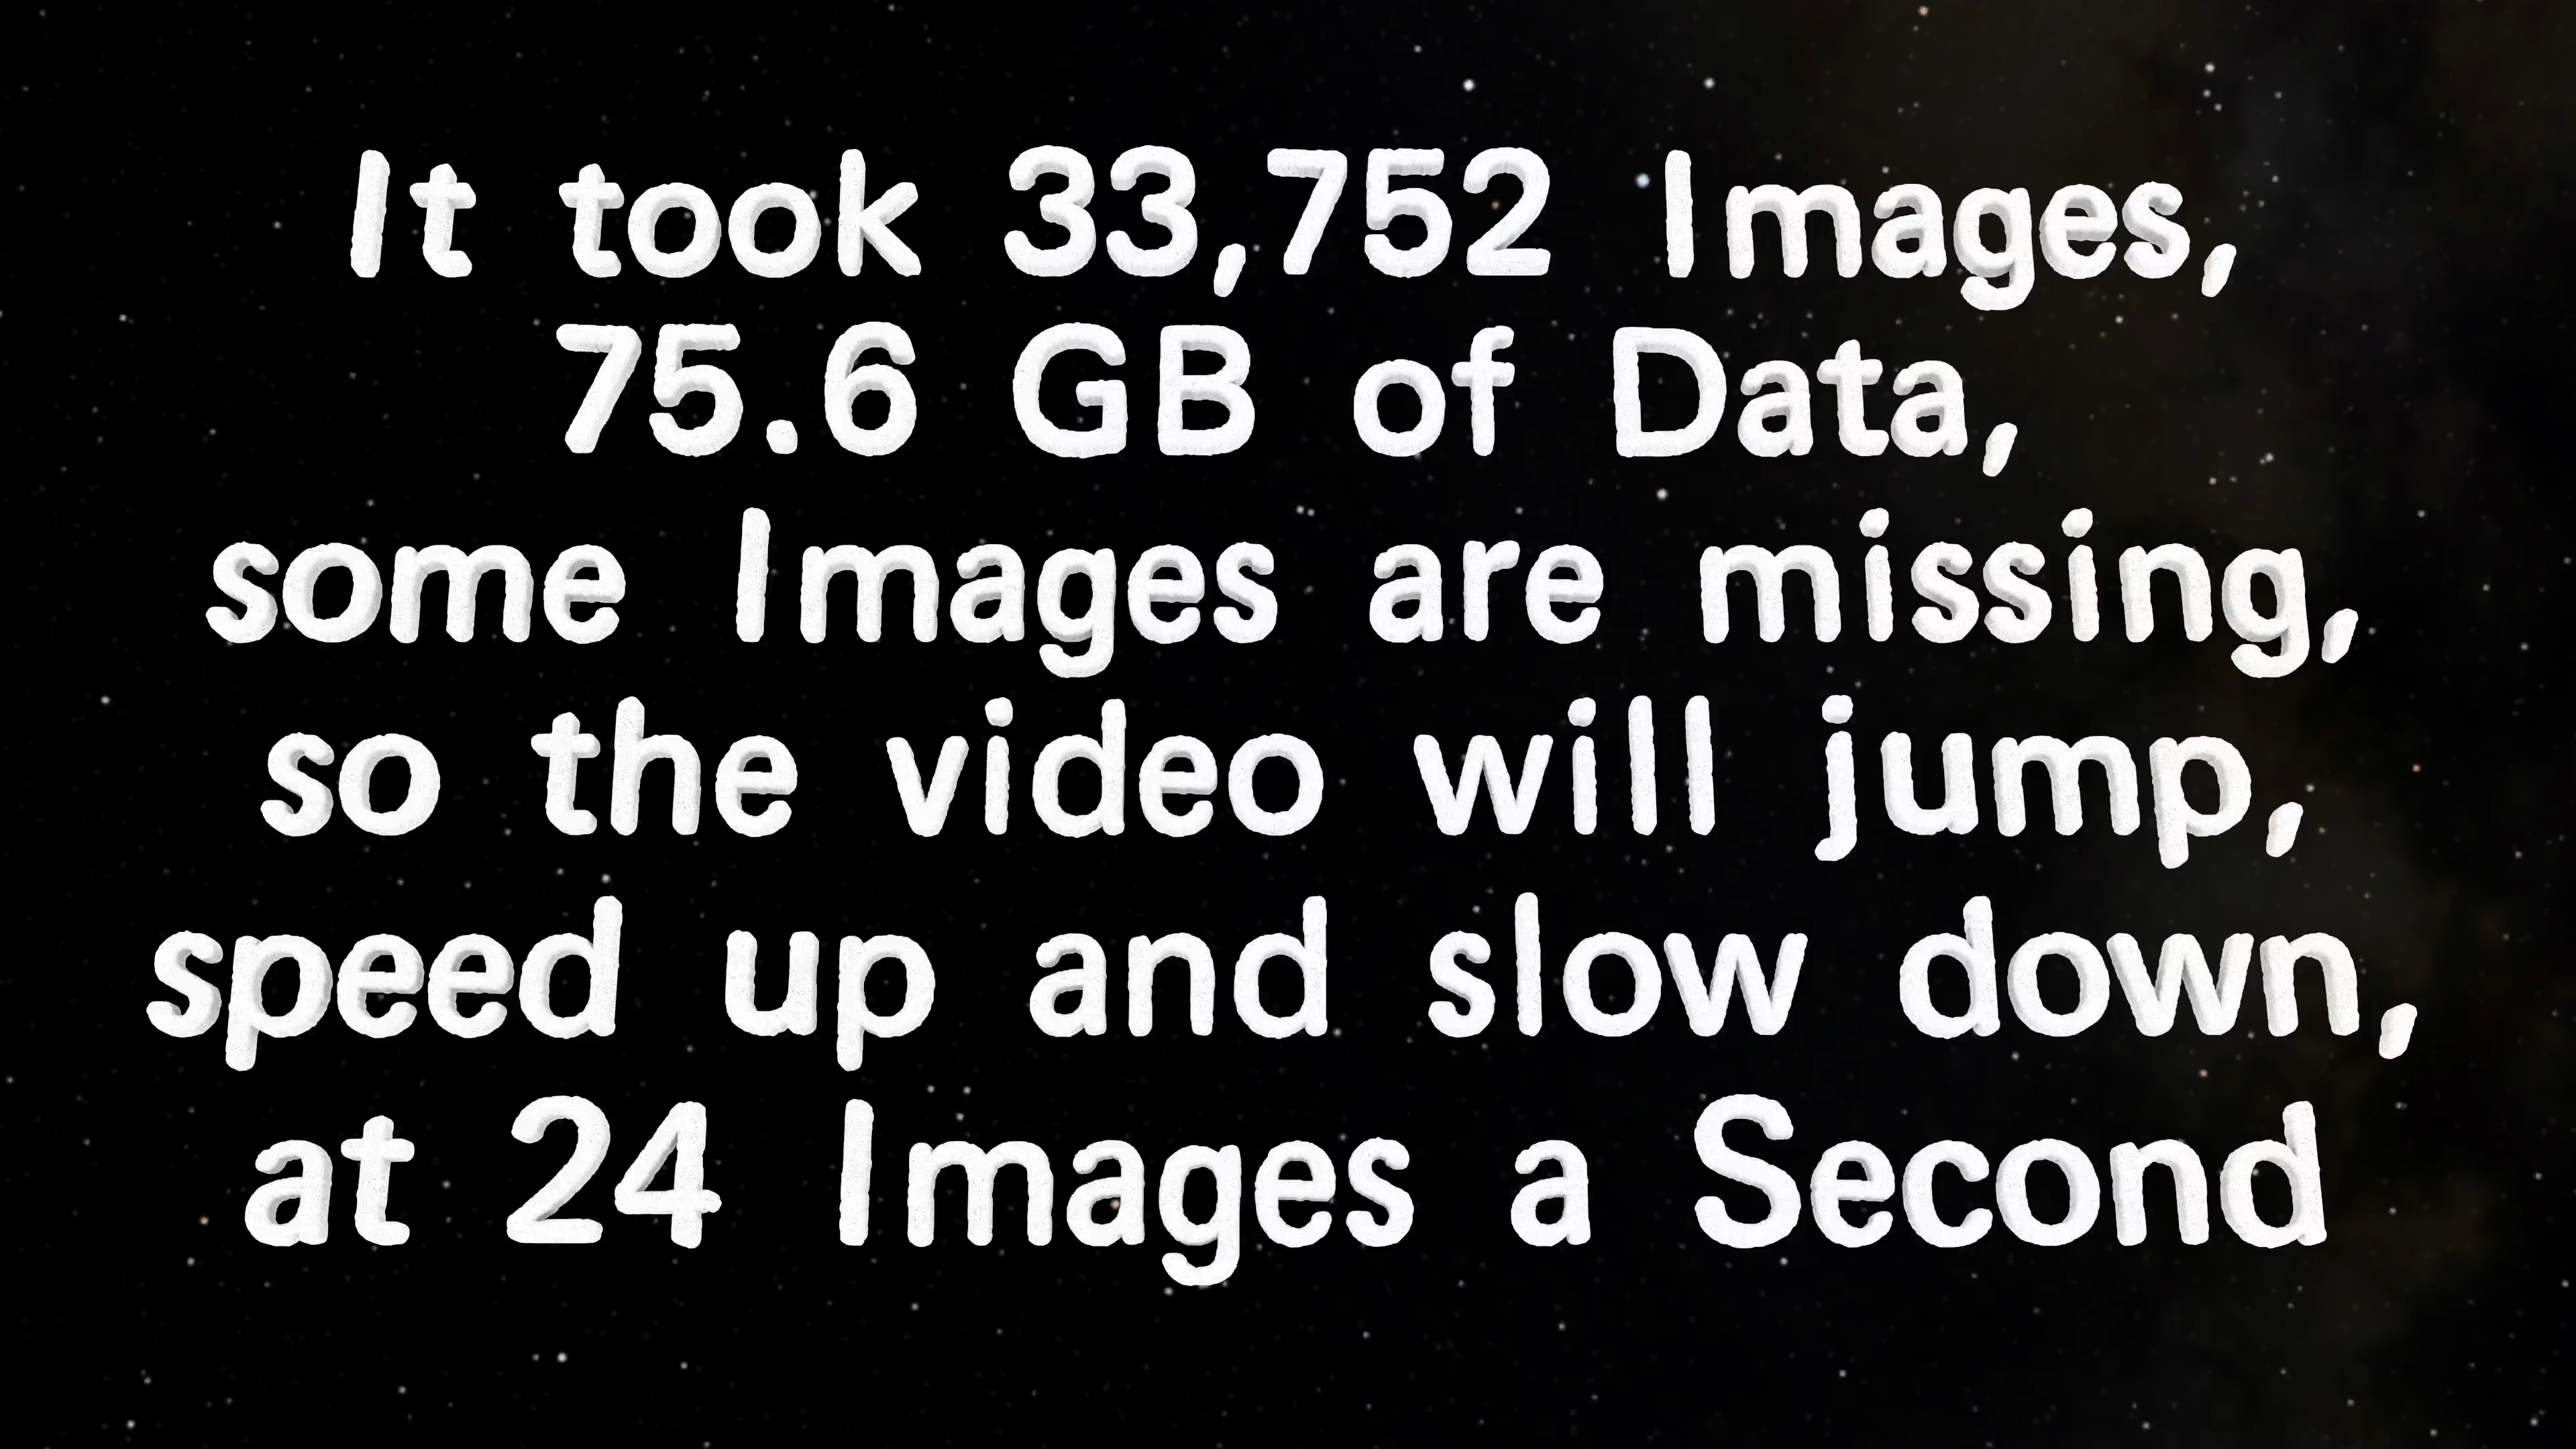 It took 33,752 Images,
75.6 GB of Data,
some Images are missing,
so the video will jump,
speed up and slow down,
at 24 Images a Second